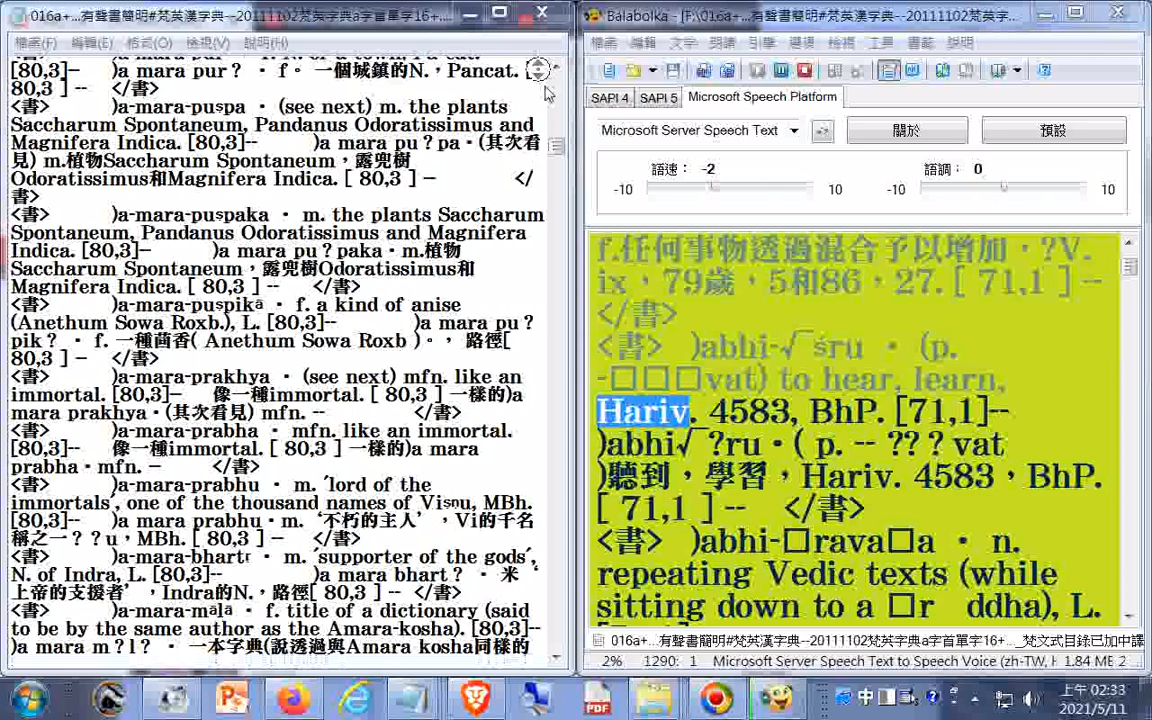 016a+...有聲書簡明#梵英漢字典--20111102梵英字典a字首單字16+...
檔案(F) 編輯(E) 格式(O) 檢視(V) 說明(H)
[80,3]— )a mara pur ? · f。 一個城鎮的N.，Pancat. [
80,3 ] — </書>
<書> )a-mara-puspa · (see next) m. the plants
Saccharum Spontaneum, Pandanus Odoratissimus and
Magnifera Indica. [80,3]— )a mara pu ? pa·(其次看
見) m.植物Saccharum Spontaneum，露兜樹
Odoratissimus和Magnifera Indica. [ 80,3 ] — </
書>
<書> )a-mara-puspaka · m. the plants Saccharum
Spontaneum, Pandanus Odoratissimus and Magnifera
Indica. [80,3]— )a mara pu ? paka·m.植物
Saccharum Spontaneum，露兜樹Odoratissimus和
Magnifera Indica. [ 80,3 ] — </書>
<書> )a-mara-puspikā · f. a kind of anise
(Anethum Sowa Roxb.), L. [80,3]— )a mara pu ?
pik ? · f. 一種茴香( Anethum Sowa Roxb )。，路徑[
80,3 ] — </書>
<書> )a-mara-prakhya · (see next) mfn. like an
immortal. [80,3]— 像一種immortal. [ 80,3 ] 一樣的)a
mara prakhya·(其次看見) mfn. — </書>
<書> )a-mara-prabha · mfn. like an immortal.
[80,3]— 像一種immortal. [ 80,3 ] 一樣的)a mara
prabha·mfn. — </書>
<書> )a-mara-prabhu · m. 'lord of the
immortals', one of the thousand names of Visnu, MBh.
[80,3]— )a mara prabhu·m. '不朽的主人'，Vi的千名
稱之一? ? u，MBh. [ 80,3 ] — </書>
<書> )a-mara-bhartr · m. 'supporter of the gods',
N. of Indra, L. [80,3]— )a mara bhart ? · 米 '
上帝的支援者'，Indra的N.，路徑[ 80,3 ] — </書>
<書> )a-mara-mālā · f. title of a dictionary (said
to be by the same author as the Amara-kosha). [80,3]—
)a mara m ? l ? · 一本字典(說透過與Amara kosha同樣的
Balabolka - [F:\016a+...有聲書簡明#梵英漢字典--20111102梵英字...
檔案 編輯 文字 朗讀 引擎 選項 檢視 工具 書籤 說明
SAPI 4 SAPI 5 Microsoft Speech Platform
Microsoft Server Speech Text 關於 預設
語速： -2 語調： 0
-10 10 -10 10
f.任何事物透過混合予以增加，?V.
ix，79歲，5和86，27. [ 71,1 ] —
</書>
<書> )abhi-√śru · (p.
-□□□vat) to hear, learn,
Hariv. 4583, BhP. [71,1]—
)abhi√ ?ru·( p. -- ?? ? vat
)聽到，學習，Hariv. 4583，BhP.
[ 71,1 ] — </書>
<書> )abhi-□rava□a · n.
repeating Vedic texts (while
sitting down to a □r ddha), L.
016a+...有聲書簡明#梵英漢字典--20111102梵英字典a字首單字16+..._梵文式目錄已加中譯
2% 1290: 1 Microsoft Server Speech Text to Speech Voice (zh-TW, H 1.84 MB 2
中 上午 02:33
2021/5/11